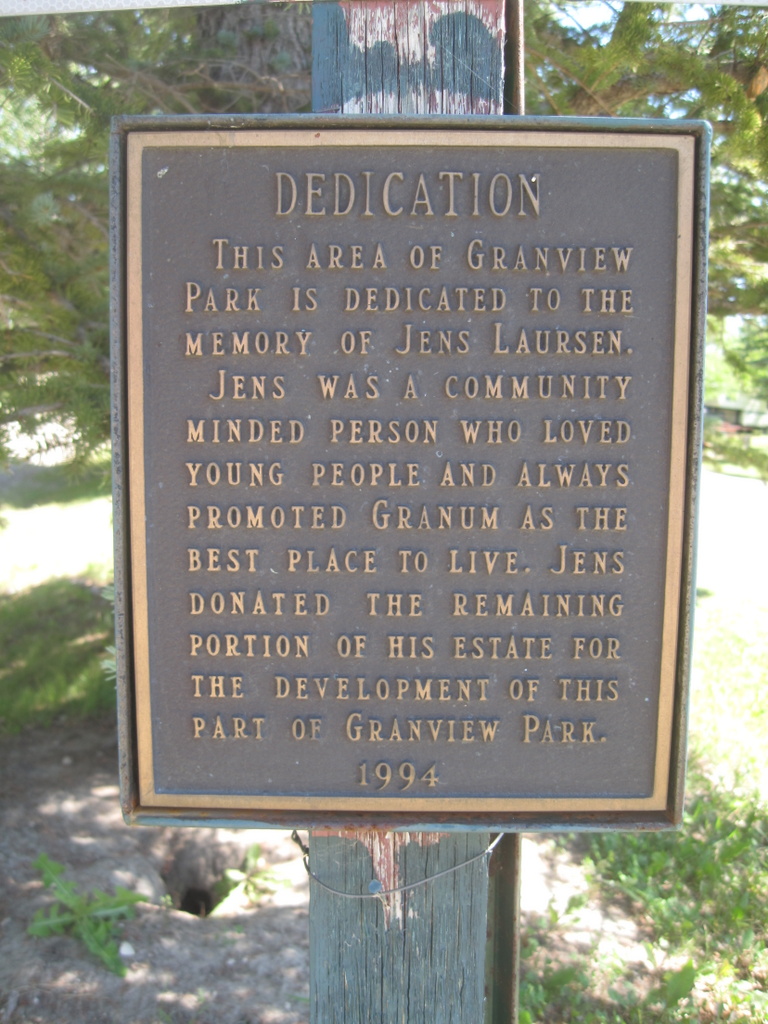 DEDICATION
THIS AREA OF GRANVIEW
PARK IS DEDICATED TO THE
MEMORY OF JENS LAURSEN.
JENS WAS A COMMUNITY
MINDED PERSON WHO LOVED
YOUNG PEOPLE AND ALWAYS
PROMOTED GRANUM AS THE
BEST PLACE TO LIVE. JENS
DONATED THE REMAINING
PORTION OF HIS ESTATE FOR
THE DEVELOPMENT OF THIS
PART OF GRANVIEW PARK.
1994